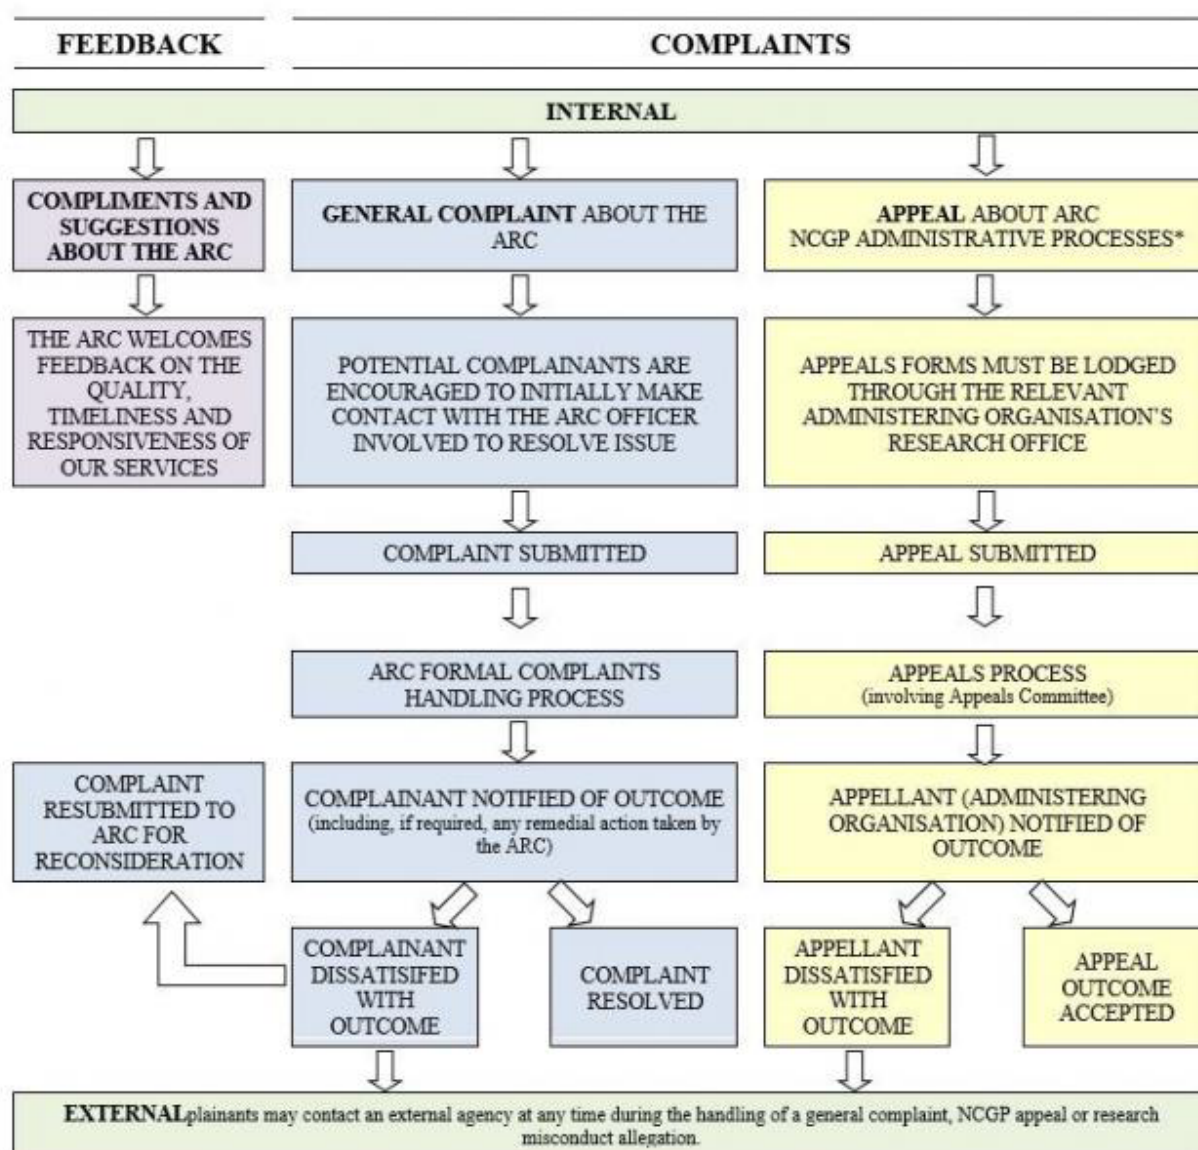 FEEDBACK
COMPLAINTS
INTERNAL
COMPLIMENTS AND
SUGGESTIONS
ABOUT THE ARC
GENERAL COMPLAINT ABOUT THE
ARC
APPEAL ABOUT ARC
NCGP ADMINISTRATIVE PROCESSES*
THE ARC WELCOMES
FEEDBACK ON THE
QUALITY,
TIMELINESS AND
RESPONSIVENESS OF
OUR SERVICES
POTENTIAL COMPLAINANTS ARE
ENCOURAGED TO INITIALLY MAKE
CONTACT WITH THE ARC OFFICER
INVOLVED TO RESOLVE ISSUE
APPEALS FORMS MUST BE LODGED
THROUGH THE RELEVANT
ADMINISTERING ORGANISATION'S
RESEARCH OFFICE
COMPLAINT SUBMITTED
APPEAL SUBMITTED
ARC FORMAL COMPLAINTS
HANDLING PROCESS
APPEALS PROCESS
(involving Appeals Committee)
COMPLAINT
RESUBMITTED TO
ARC FOR
RECONSIDERATION
COMPLAINANT NOTIFIED OF OUTCOME
(including, if required, any remedial action taken by
the ARC)
APPELLANT (ADMINISTERING
ORGANISATION) NOTIFIED OF
OUTCOME
COMPLAINANT
DISSATISIFED
WITH
OUTCOME
COMPLAINT
RESOLVED
APPELLANT
DISSATISFIED
WITH
OUTCOME
APPEAL
OUTCOME
ACCEPTED
EXTERNALplainants may contact an external agency at any time during the handling of a general complaint, NCGP appeal or research
misconduct allegation.